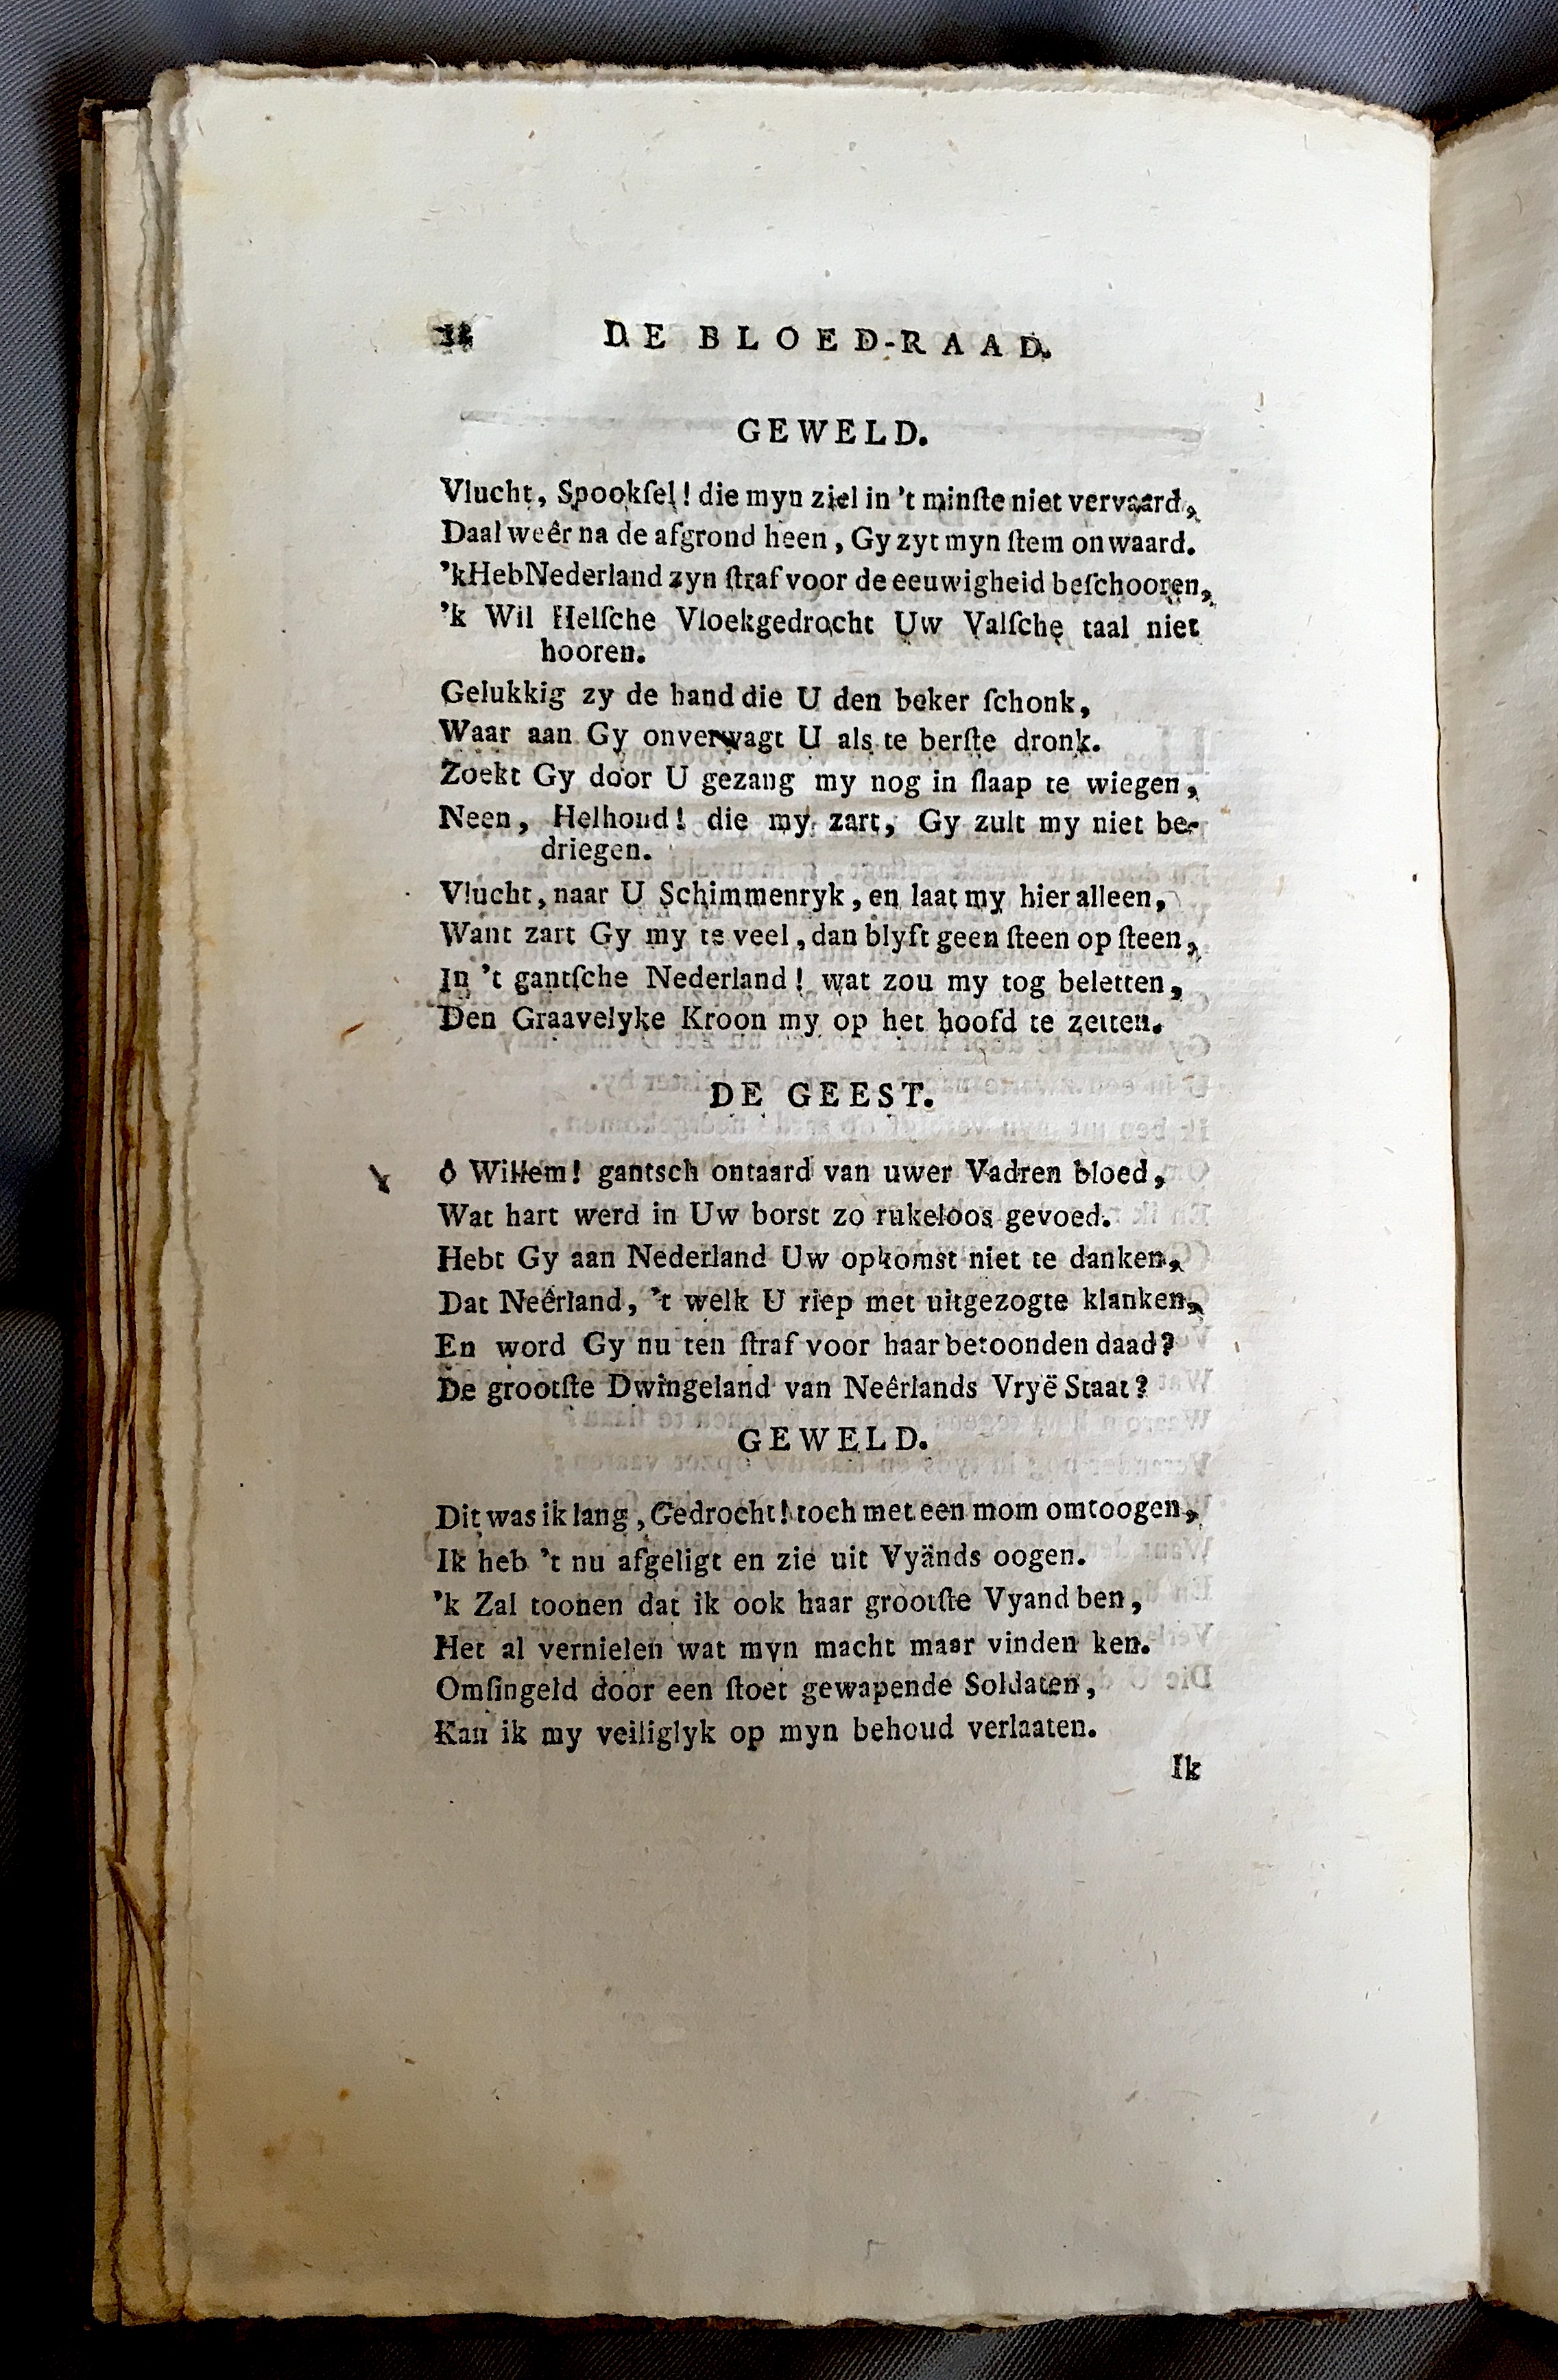 DE BLOED-RAAD.
GEWELD.
Vlucht, Spookſel! die myn ziel in 't minſte niet vervaard,
Daal weêr na de afgrond heen, Gy zyt myn ſtem onwaard.
'k Heb Nederland zyn ſtraf voor de eeuwigheid beſchooren,
'k Wil Helſche Vloekgedrocht Uw Valſche taal niet
hooren.
Gelukkig zy de hand die U den beker ſchonk,
Waar aan Gy onverwagt U als te berſte dronk.
Zoekt Gy door U gezang my nog in ſlaap te wiegen,
Neen, Helhond! die my zart, Gy zult my niet be-
driegen.
Vlucht, naar U Schimmenryk, en laat my hier alleen,
Want zart Gy my te veel, dan blyft geen ſteen op ſteen,
In 't gantſche Nederland! wat zou my tog beletten,
Den Graavelyke Kroon my op het hoofd te zetten.
DE GEEST.
ô Willem! gantsch ontaard van uwer Vadren bloed,
Wat hart werd in Uw borst zo rukeloos gevoed.
Hebt Gy aan Nederland Uw opkomst niet te danken,
Dat Neêrland, 't welk U riep met uitgezogte klanken,
En word Gy nu ten ſtraf voor haar betoonden daad?
De grootſte Dwingeland van Neêrlands Vryë Staat?
GEWELD.
Dit was ik lang, Gedrocht! toch met een mom omtoogen,
Ik heb 't nu afgeligt en zie uit Vyänds oogen.
'k Zal toonen dat ik ook haar grootſte Vyand ben,
Het al vernielen wat myn macht maar vinden ken.
Omſingeld door een ſtoet gewapende Soldaten,
Kan ik my veiliglyk op myn behoud verlaaten.
Ik